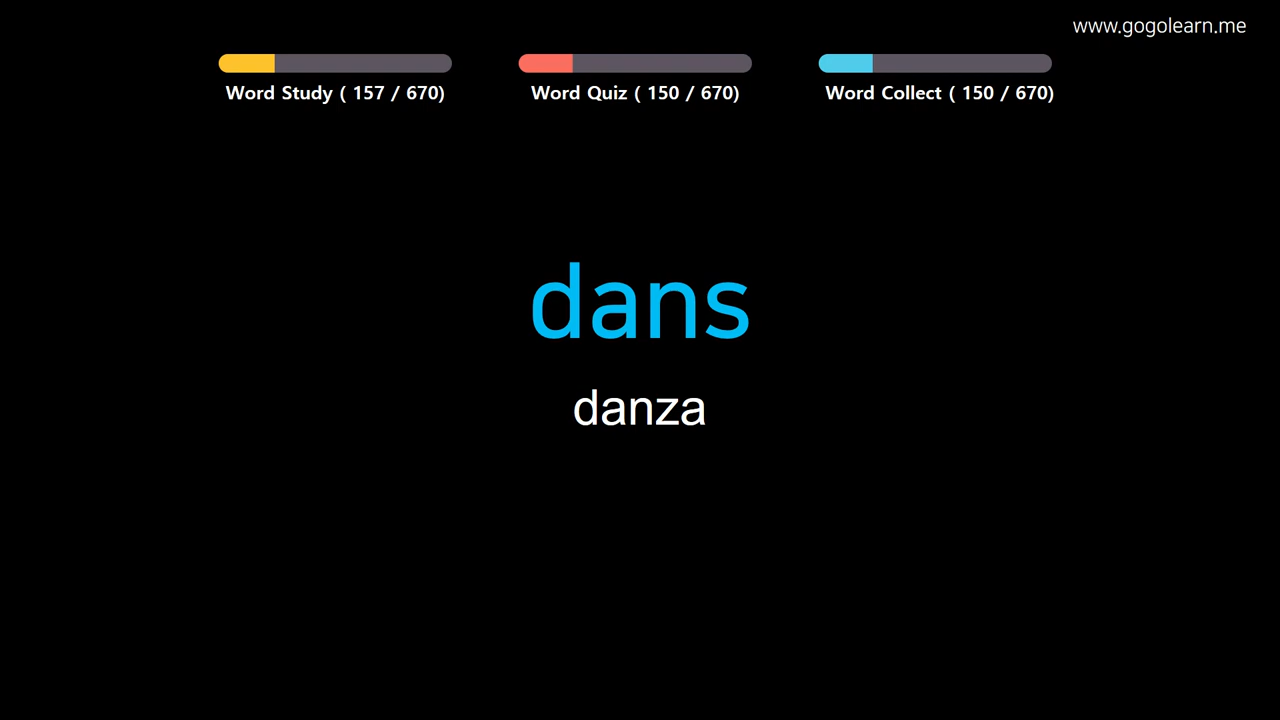 www.gogolearn.me
Word Study ( 157 / 670)
Word Quiz ( 150 / 670)
Word Collect ( 150 / 670)
dans
danza